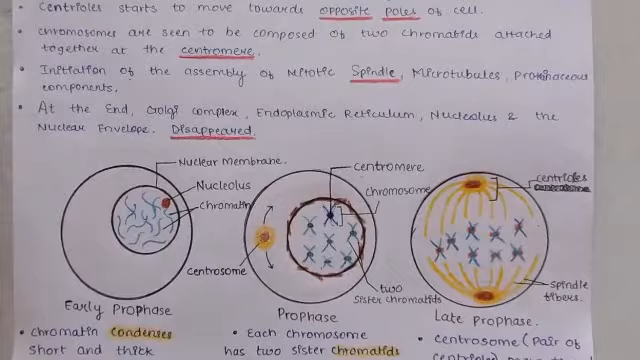 • Centrioles starts to move towards opposite poles of cell.
• Chromosomes are seen to be composed of two chromatids attached
together at the centromere.
• Initiation of the assembly of Mitotic Spindle, Microtubules, Proteinaceous
components.
• At the End, Golgi complex, Endoplasmic Reticulum, Nucleolus & the
Nuclear Envelope. Disappeared.
Nuclear membrane.
Nucleolus
Chromatin
Early Prophase
centromere
chromosome
centrosome
two
sister chromatids
Prophase
centrioles
spindle
fibers.
Late Prophase.
• Chromatin condenses
short and thick
• Each chromosome
has two sister chromatids
• centrosome (pair of